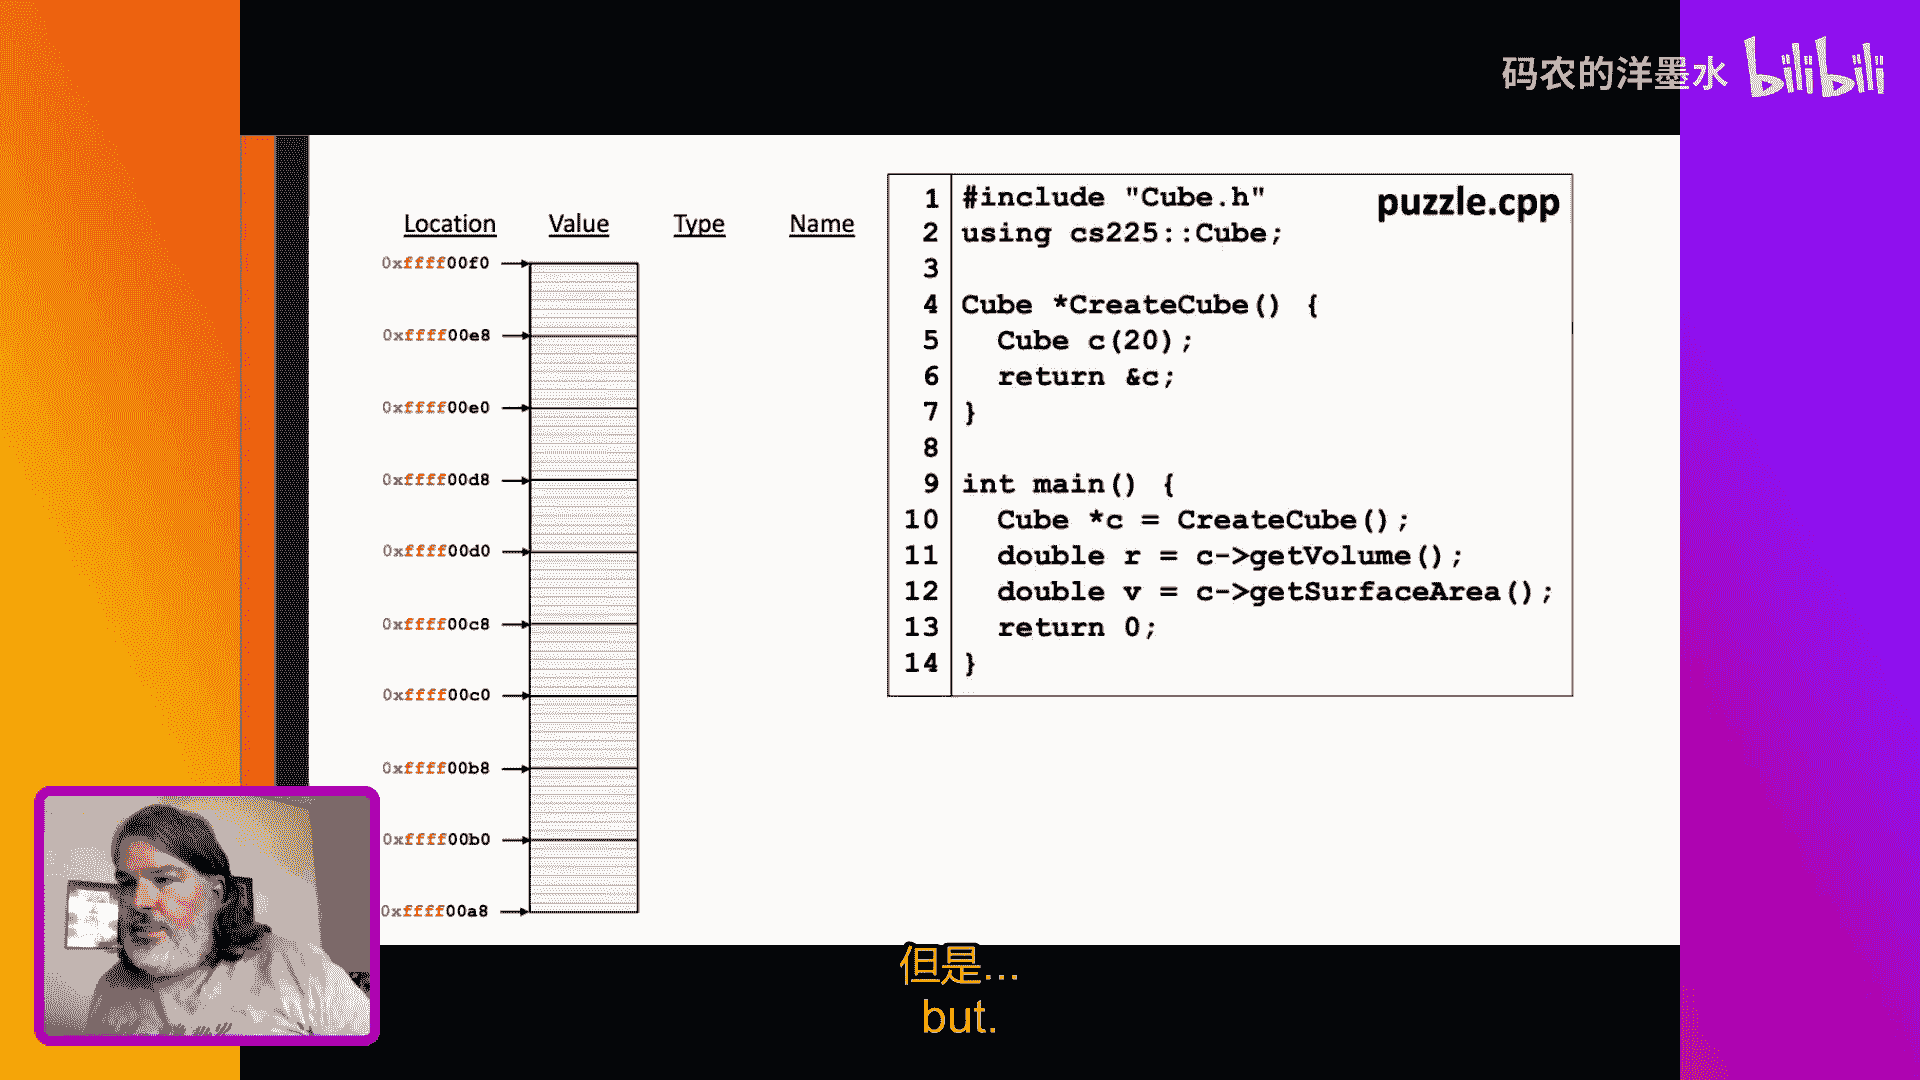 码农的洋墨水 bilibili
Location Value Type Name
0xffff00f0
0xffff00e8
0xffff00e0
0xffff00d8
0xffff00d0
0xffff00c8
0xffff00c0
0xffff00b8
0xffff00b0
0xffff00a8
puzzle.cpp
1 #include "Cube.h"
2 using cs225::Cube;
3
4 Cube *CreateCube() {
5   Cube c(20);
6   return &c;
7 }
8
9 int main() {
10   Cube *c = CreateCube();
11   double r = c->getVolume();
12   double v = c->getSurfaceArea();
13   return 0;
14 }
但是...
but.